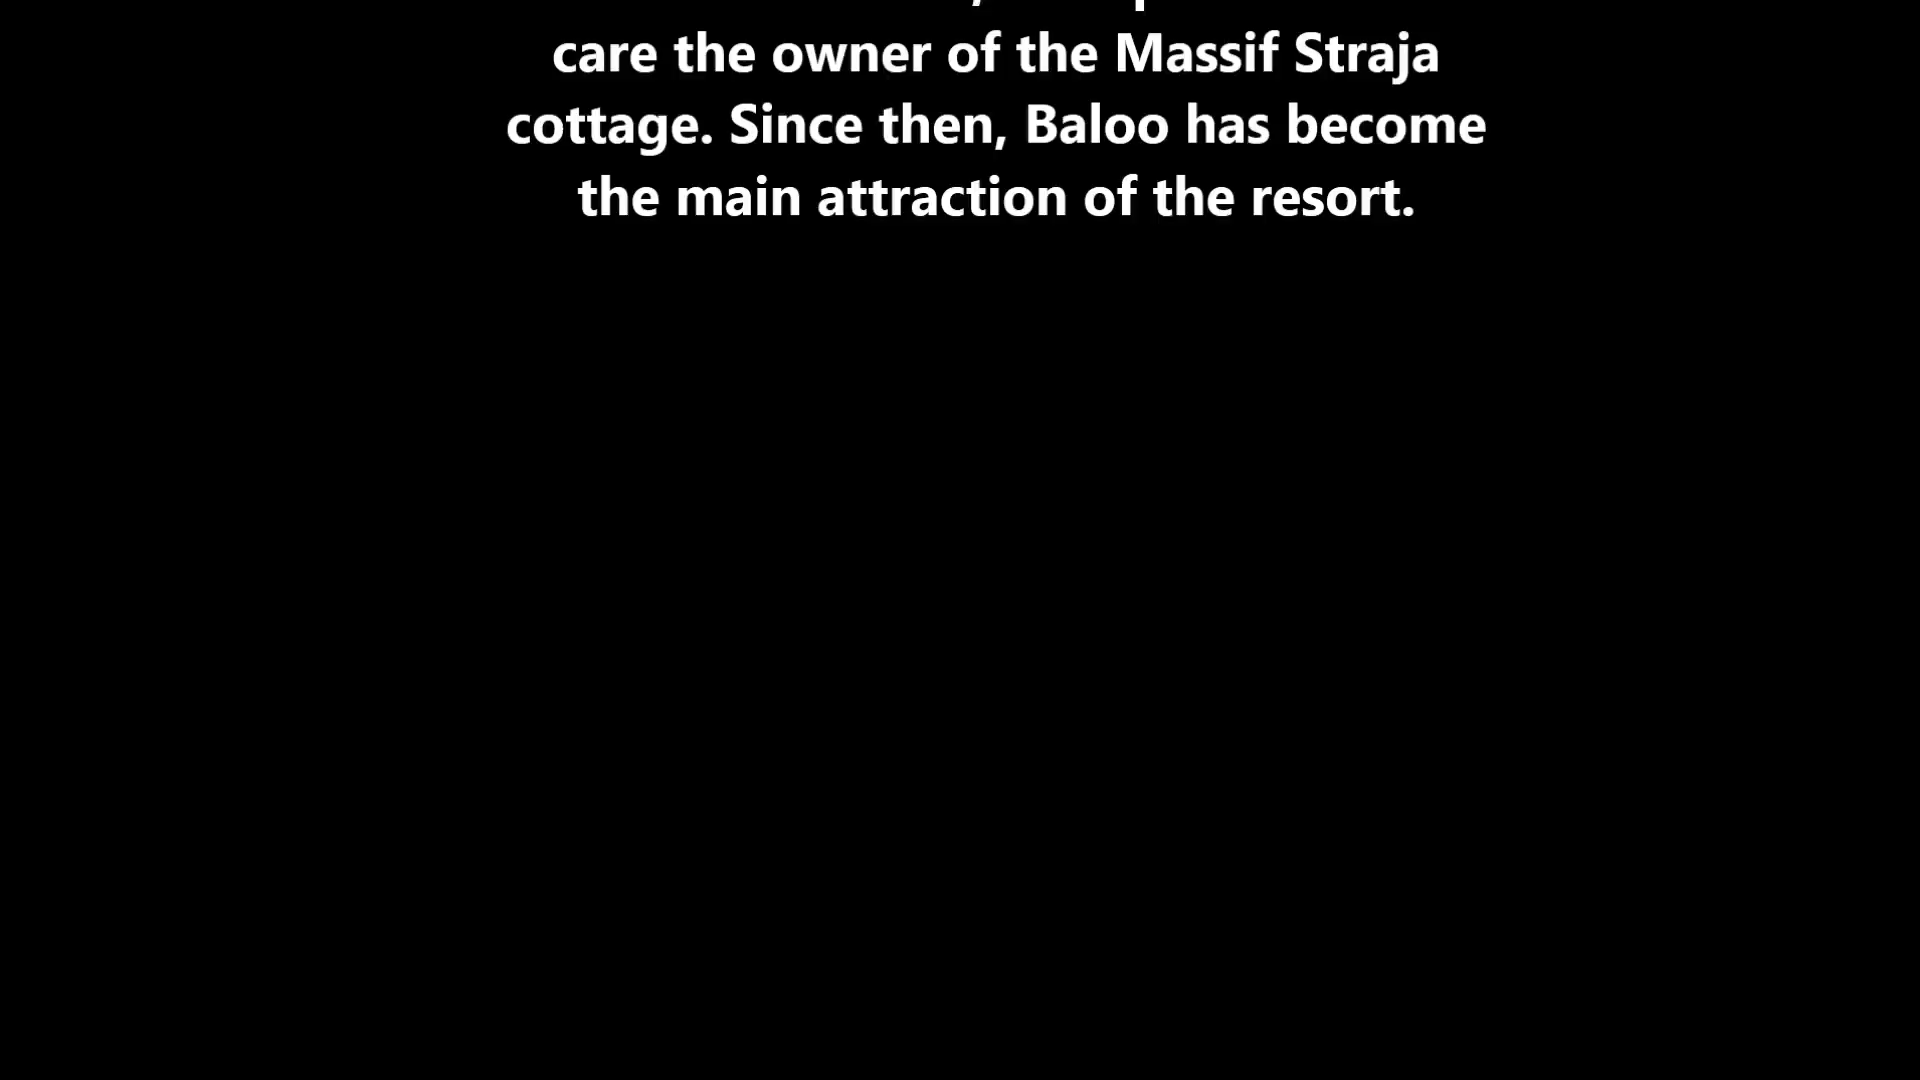 care the owner of the Massif Straja
cottage. Since then, Baloo has become
the main attraction of the resort.